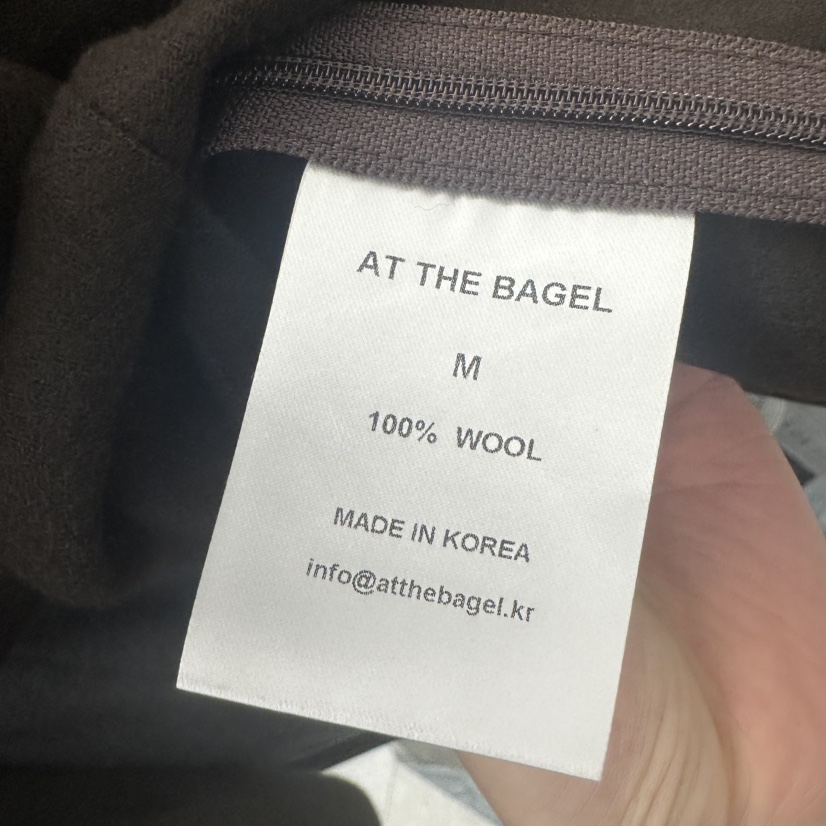 AT THE BAGEL
M
100% WOOL
MADE IN KOREA
info@atthebagel.kr